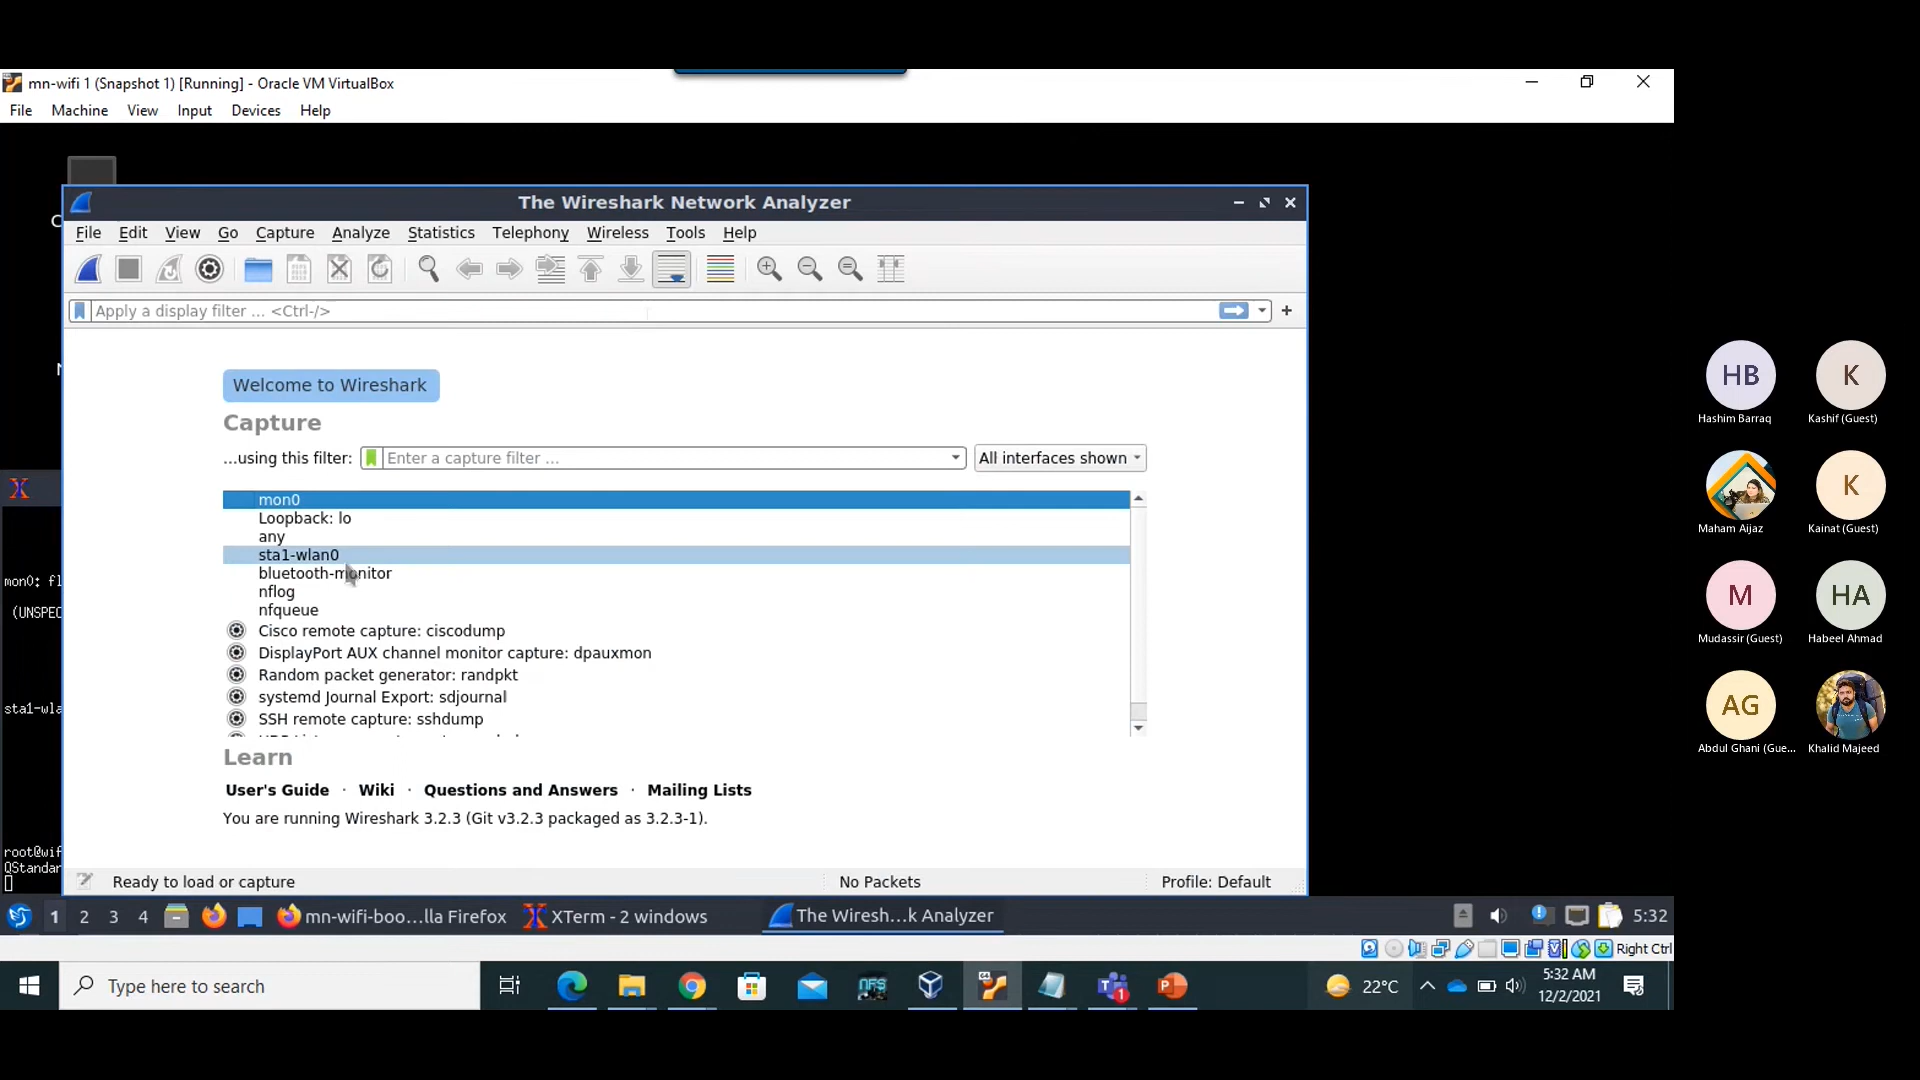 mn-wifi 1 (Snapshot 1) [Running] - Oracle VM VirtualBox
File Machine View Input Devices Help
The Wireshark Network Analyzer
File Edit View Go Capture Analyze Statistics Telephony Wireless Tools Help
Apply a display filter ... <Ctrl-/>
+
Welcome to Wireshark
Capture
...using this filter: Enter a capture filter ... All interfaces shown
mon0
Loopback: lo
any
sta1-wlan0
bluetooth-monitor
nflog
nfqueue
Cisco remote capture: ciscodump
DisplayPort AUX channel monitor capture: dpauxmon
Random packet generator: randpkt
systemd Journal Export: sdjournal
SSH remote capture: sshdump
Learn
User's Guide · Wiki · Questions and Answers · Mailing Lists
You are running Wireshark 3.2.3 (Git v3.2.3 packaged as 3.2.3-1).
Ready to load or capture No Packets Profile: Default
mon0: fl
(UNSPEC
sta1-wla
root@wif
QStandar
1 2 3 4 mn-wifi-boo...lla Firefox XTerm - 2 windows The Wiresh...k Analyzer 5:32
Right Ctrl
Type here to search
NFS
64
1
22°C
5:32 AM
12/2/2021
HB K
Hashim Barraq Kashif (Guest)
K
Maham Aijaz Kainat (Guest)
M HA
Mudassir (Guest) Habeel Ahmad
AG
Abdul Ghani (Gue... Khalid Majeed